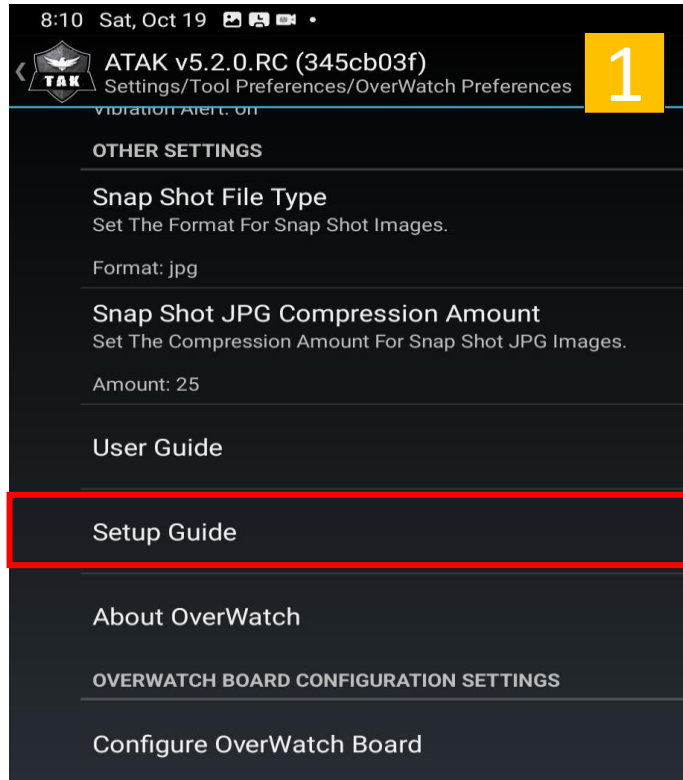 8:10 Sat, Oct 19
1
TAK
ATAK v5.2.0.RC (345cb03f)
Settings/Tool Preferences/OverWatch Preferences
Vibration Alert: on
OTHER SETTINGS
Snap Shot File Type
Set The Format For Snap Shot Images.
Format: jpg
Snap Shot JPG Compression Amount
Set The Compression Amount For Snap Shot JPG Images.
Amount: 25
User Guide
Setup Guide
About OverWatch
OVERWATCH BOARD CONFIGURATION SETTINGS
Configure OverWatch Board